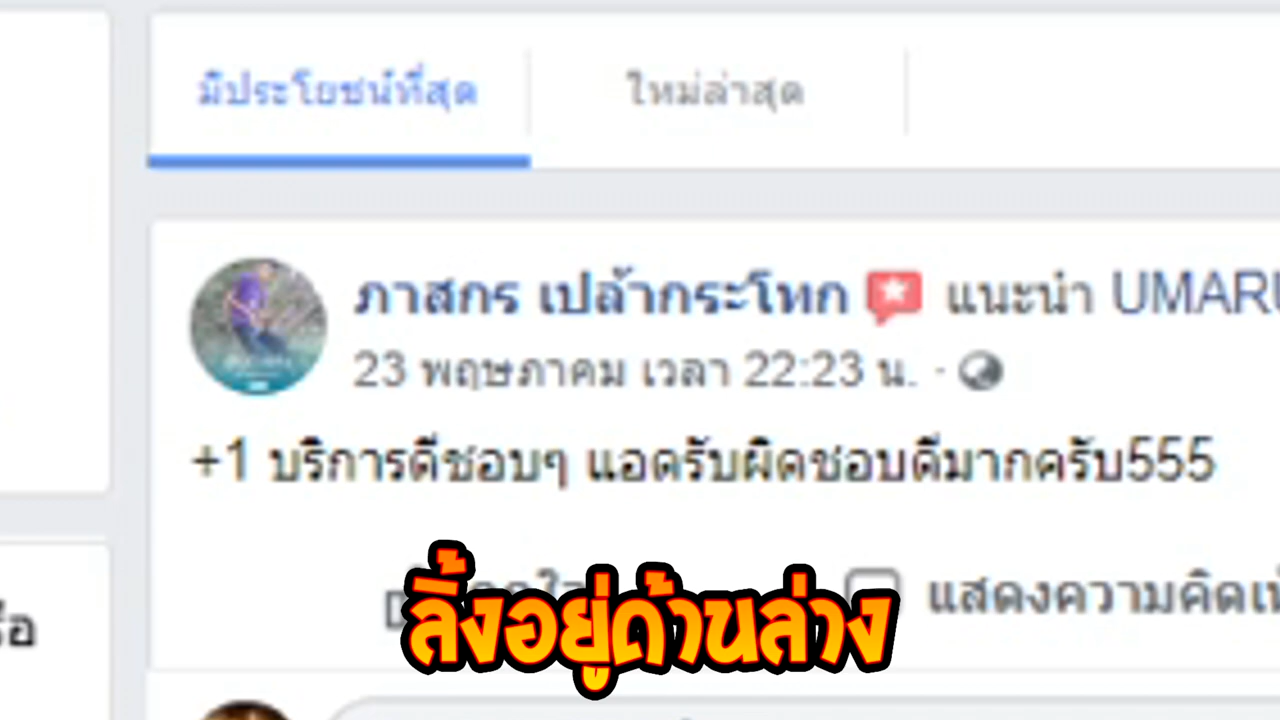 มีประโยชน์ที่สุด
ใหม่ล่าสุด
ภาสกร เปล้ากระโทก แนะนำ
23 พฤษภาคม เวลา 22:23 น.
+1 บริการดีชอบๆ แอดรับผิดชอบดีมากครับ555
แสดงความคิดเ
ลิ้งอยู่ด้านล่าง